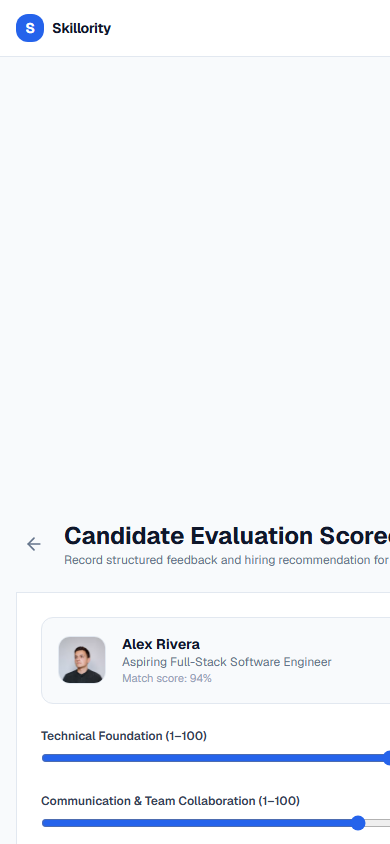 S Skillority
Candidate Evaluation Score
Record structured feedback and hiring recommendation for
Alex Rivera
Aspiring Full-Stack Software Engineer
Match score: 94%
Technical Foundation (1–100)
Communication & Team Collaboration (1–100)